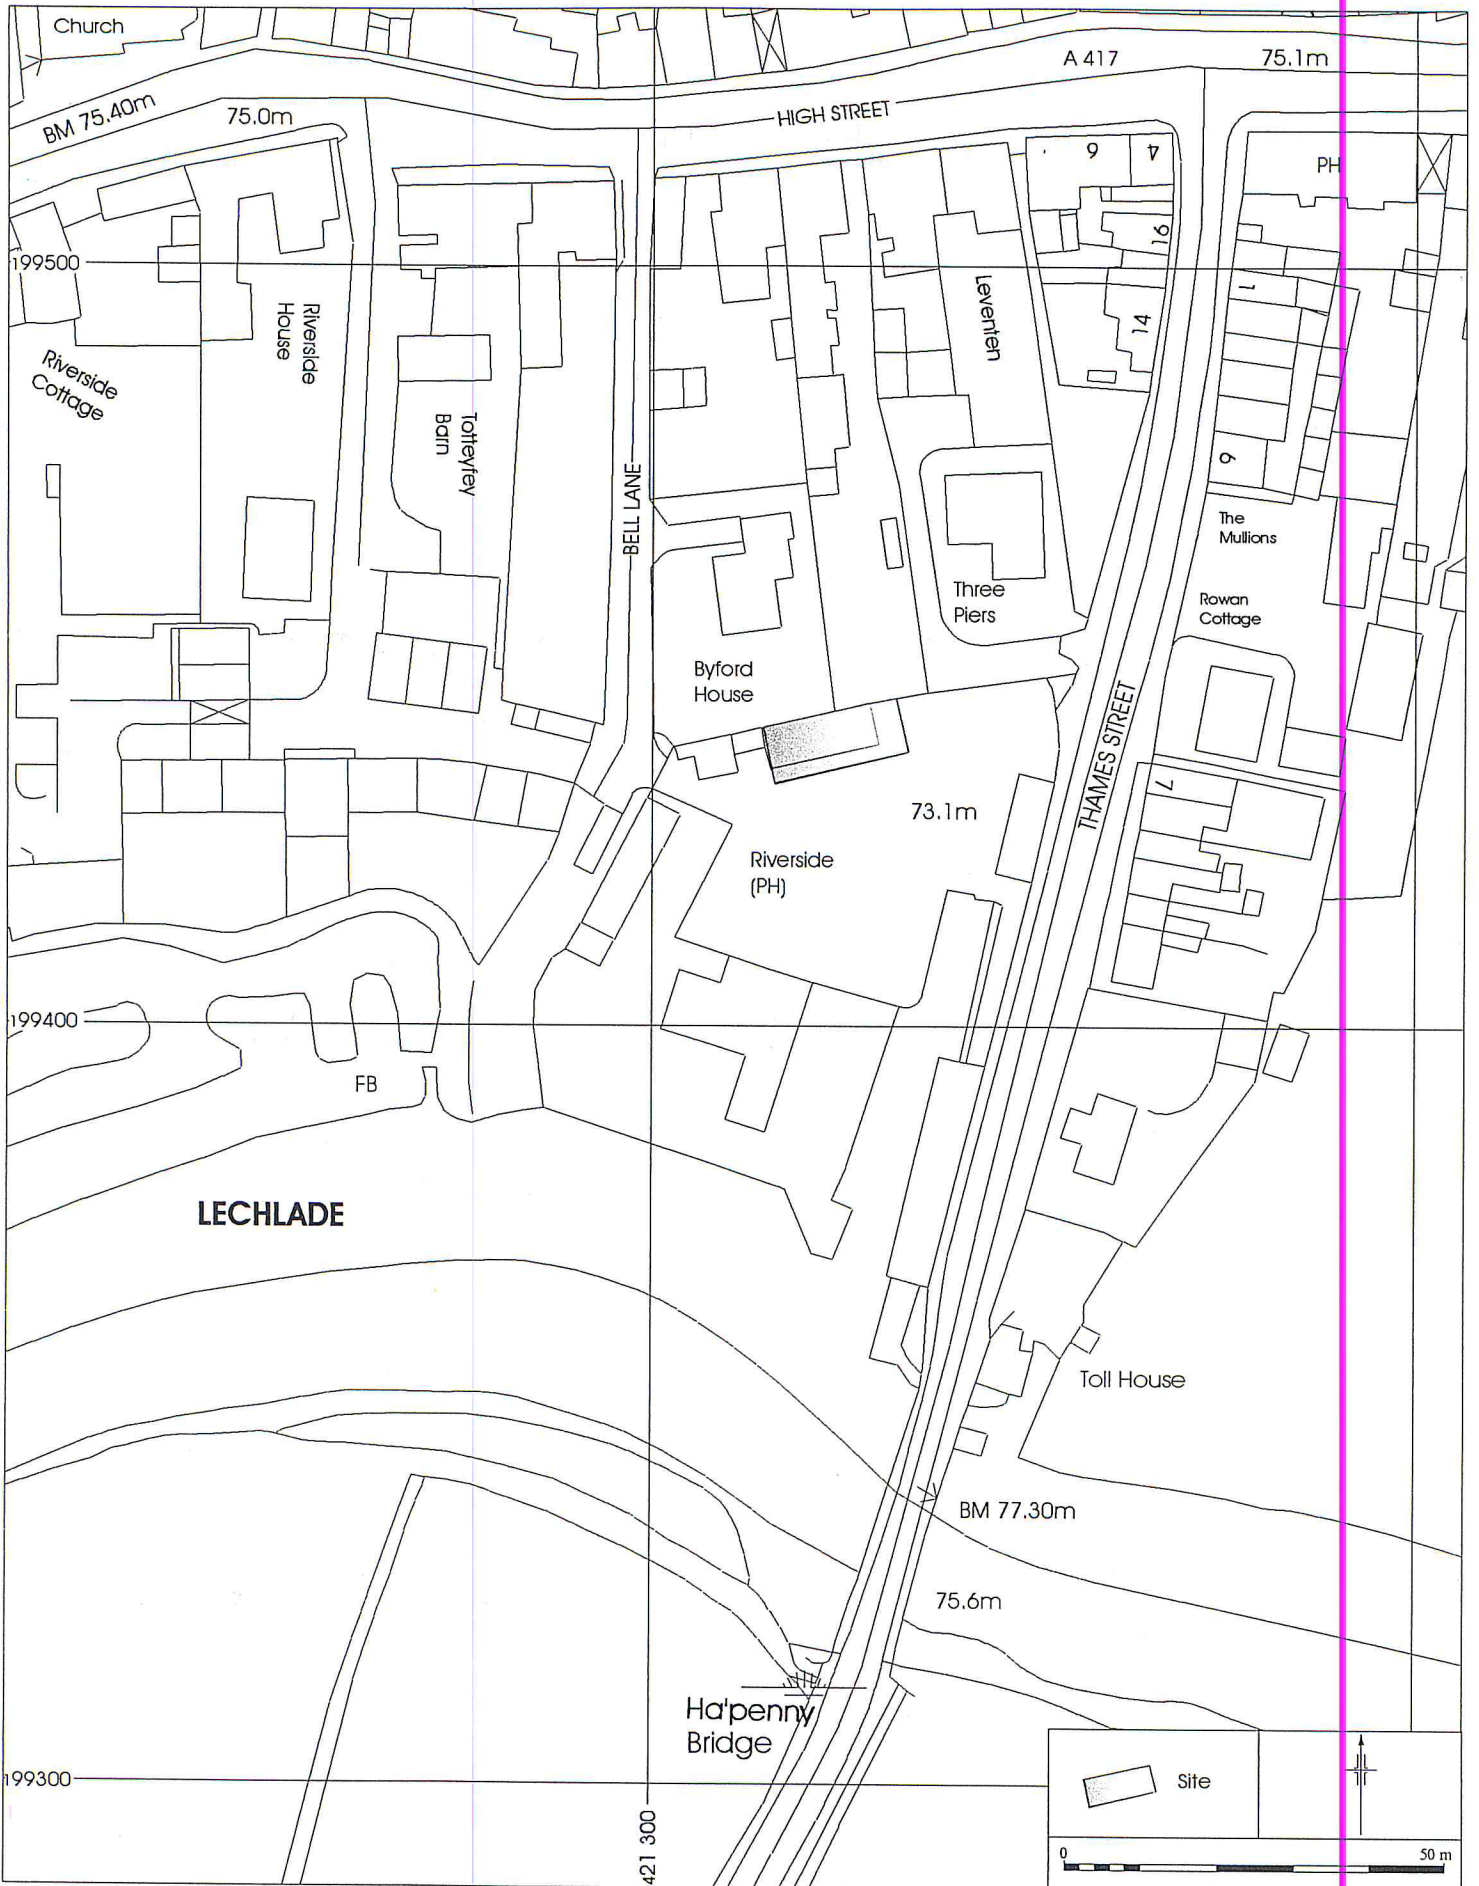 Church
A 417
75.1m
BM 75.40m
75.0m
HIGH STREET
6
4
PH
16
199500
1
Riverside
House
Leventen
14
Riverside
Cottage
Totteyfey
Barn
BELL LANE
6
The
Mullions
Three
Piers
Rowan
Cottage
Byford
House
THAMES STREET
7
73.1m
Riverside
(PH)
199400
FB
LECHLADE
Toll House
BM 77.30m
75.6m
Ha'penny
Bridge
199300
421 300
Site
0
50 m